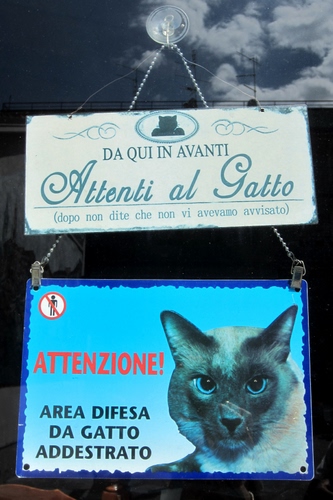 DA QUI IN AVANTI
Attenti al Gatto
(dopo non dite che non vi avevamo avvisato)
ATTENZIONE!
AREA DIFESA
DA GATTO
ADDESTRATO